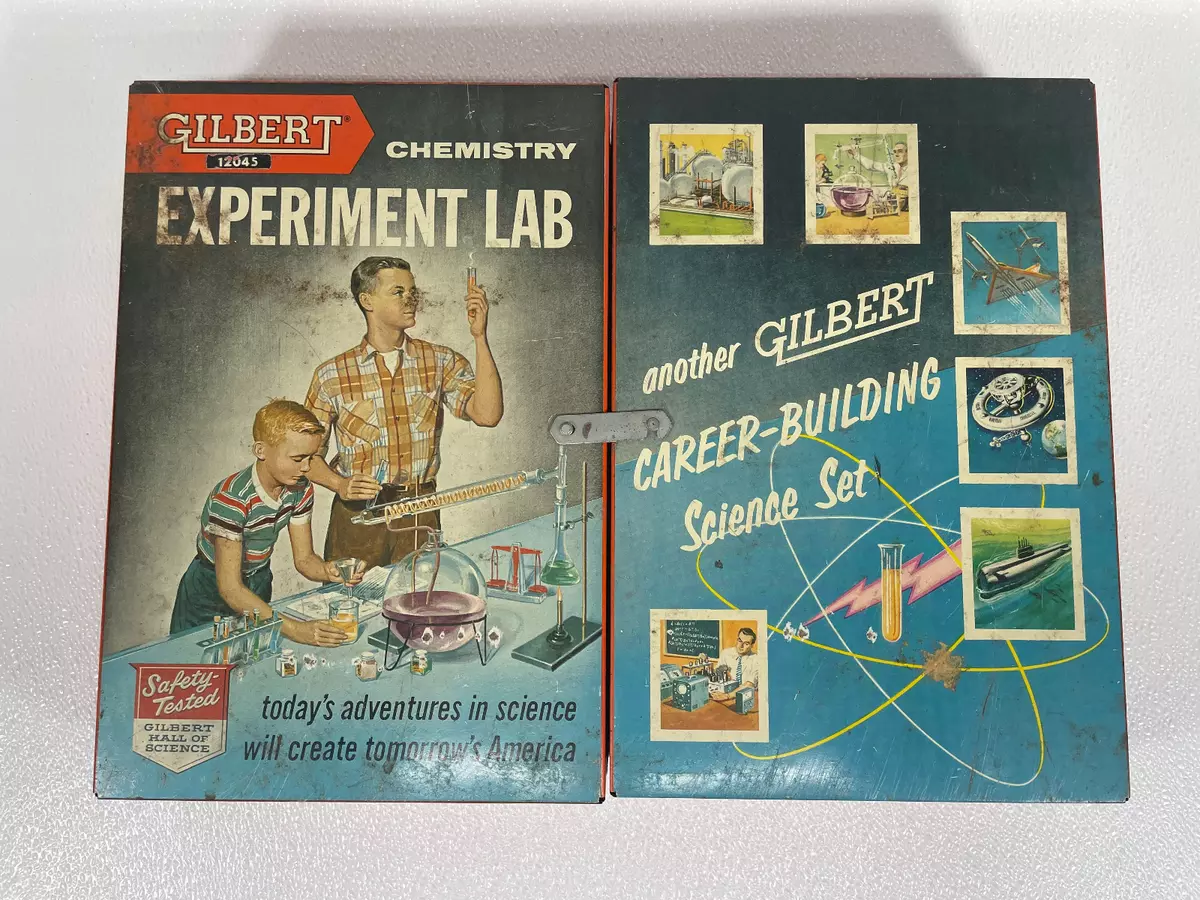 GILBERT®
12045
CHEMISTRY
EXPERIMENT LAB
Safety-
Tested
GILBERT
HALL OF
SCIENCE
today's adventures in science
will create tomorrow's America
another GILBERT
CAREER-BUILDING
Science Set